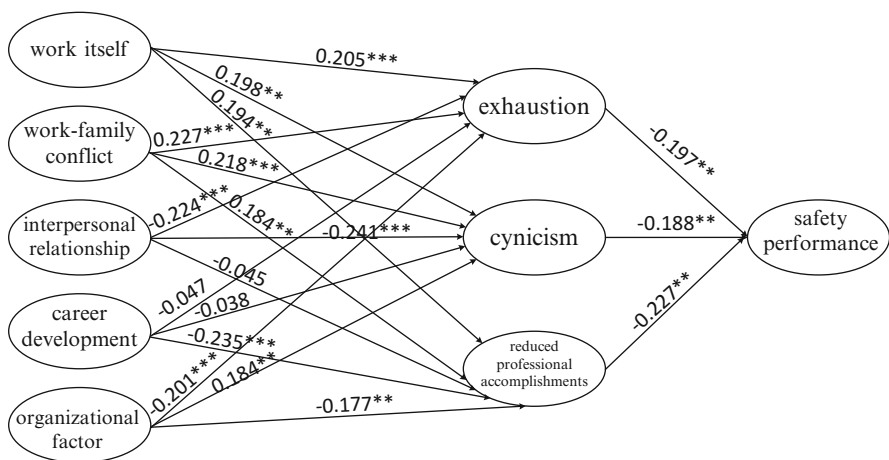 work itself
work-family
conflict
interpersonal
relationship
career
development
organizational
factor
0.205***
0.198**
0.194**
0.227***
0.218***
0.184**
-0.224***
-0.241***
-0.045
-0.047
-0.038
-0.235***
-0.201***
0.184**
-0.177**
exhaustion
cynicism
reduced
professional
accomplishments
-0.197**
-0.188**
-0.227**
safety
performance